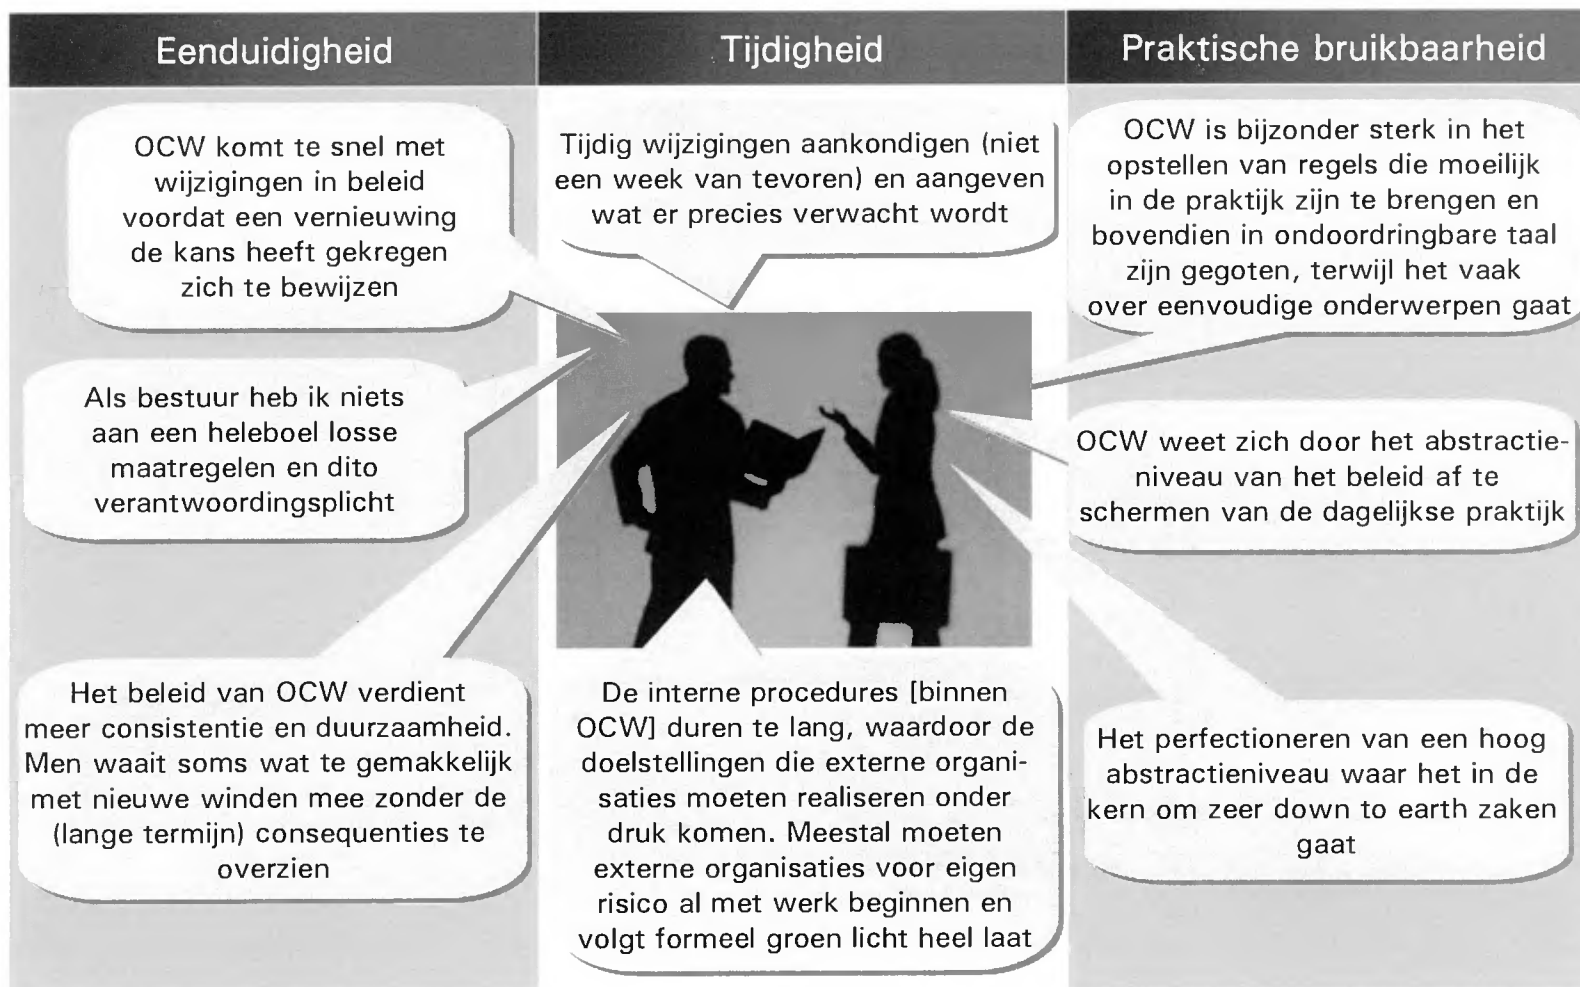 Eenduidigheid
Tijdigheid
Praktische bruikbaarheid
OCW komt te snel met
wijzigingen in beleid
voordat een vernieuwing
de kans heeft gekregen
zich te bewijzen
Als bestuur heb ik niets
aan een heleboel losse
maatregelen en dito
verantwoordingsplicht
Het beleid van OCW verdient
meer consistentie en duurzaamheid.
Men waait soms wat te gemakkelijk
met nieuwe winden mee zonder de
(lange termijn) consequenties te
overzien
Tijdig wijzigingen aankondigen (niet
een week van tevoren) en aangeven
wat er precies verwacht wordt
De interne procedures [binnen
OCW] duren te lang, waardoor de
doelstellingen die externe organi-
saties moeten realiseren onder
druk komen. Meestal moeten
externe organisaties voor eigen
risico al met werk beginnen en
volgt formeel groen licht heel laat
OCW is bijzonder sterk in het
opstellen van regels die moeilijk
in de praktijk zijn te brengen en
bovendien in ondoordringbare taal
zijn gegoten, terwijl het vaak
over eenvoudige onderwerpen gaat
OCW weet zich door het abstractie-
niveau van het beleid af te
schermen van de dagelijkse praktijk
Het perfectioneren van een hoog
abstractieniveau waar het in de
kern om zeer down to earth zaken
gaat